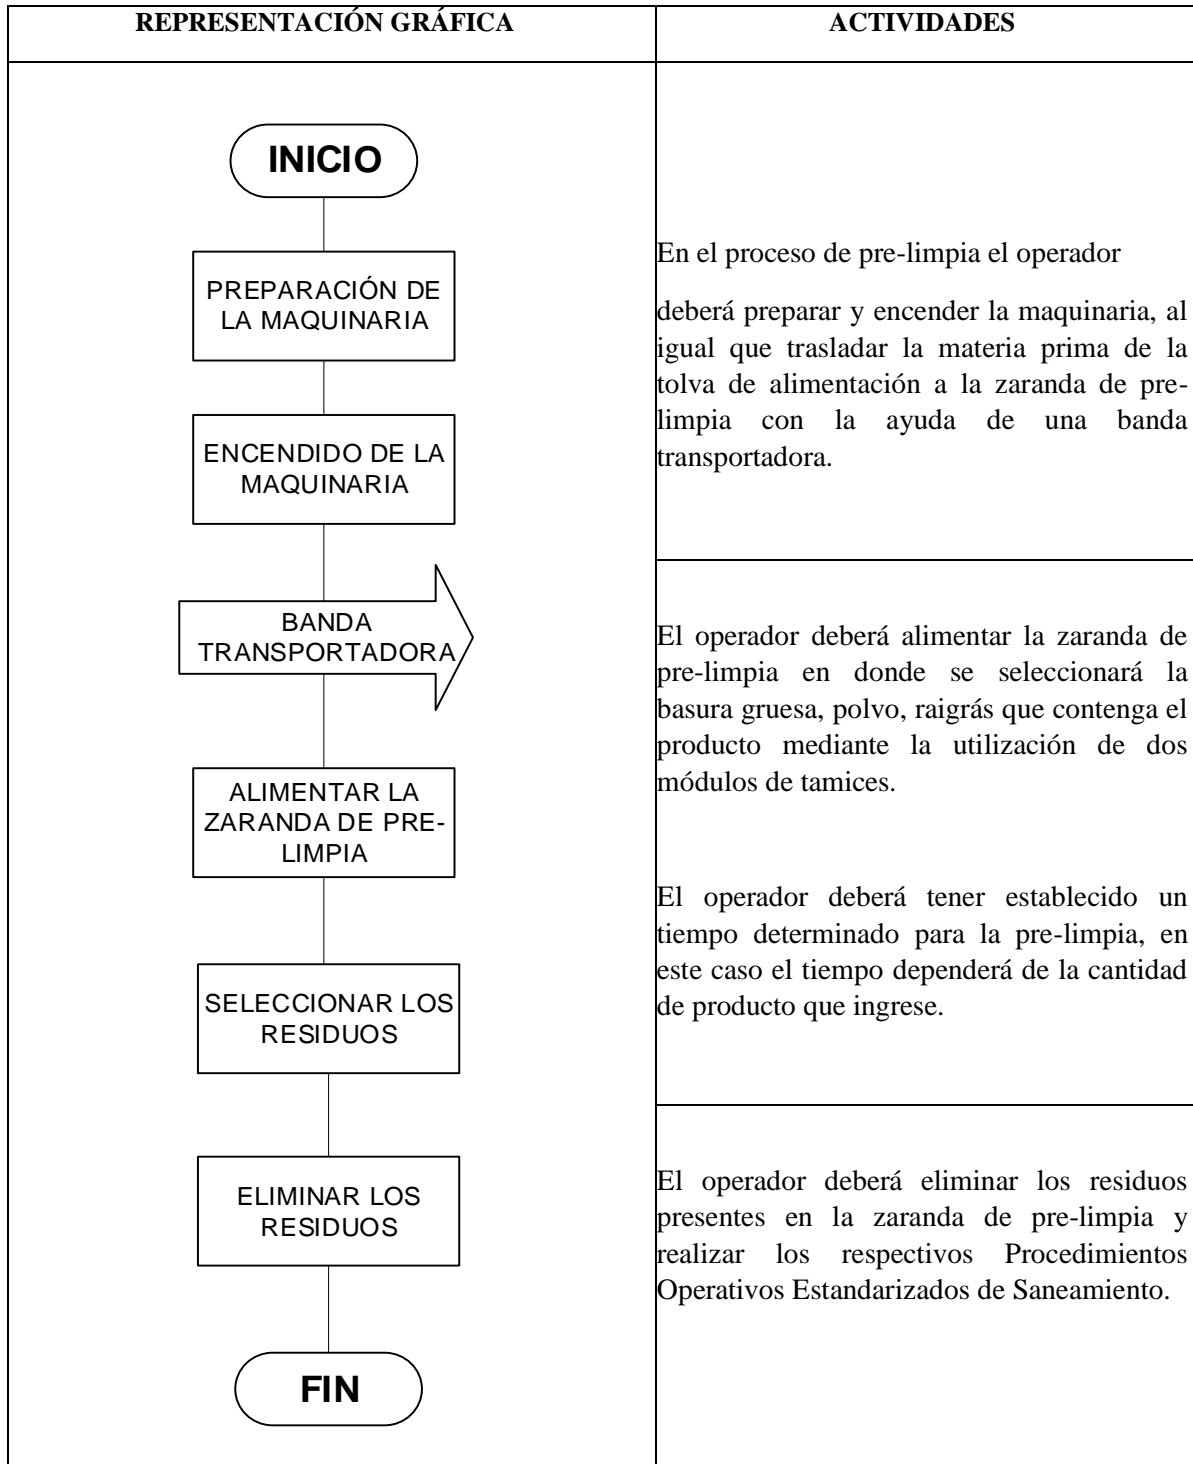 REPRESENTACIÓN GRÁFICA
ACTIVIDADES
INICIO
PREPARACIÓN DE
LA MAQUINARIA
ENCENDIDO DE LA
MAQUINARIA
BANDA
TRANSPORTADORA
ALIMENTAR LA
ZARANDA DE PRE-
LIMPIA
SELECCIONAR LOS
RESIDUOS
ELIMINAR LOS
RESIDUOS
FIN
En el proceso de pre-limpia el operador
deberá preparar y encender la maquinaria, al
igual que trasladar la materia prima de la
tolva de alimentación a la zaranda de pre-
limpia con la ayuda de una banda
transportadora.
El operador deberá alimentar la zaranda de
pre-limpia en donde se seleccionará la
basura gruesa, polvo, raigrás que contenga el
producto mediante la utilización de dos
módulos de tamices.
El operador deberá tener establecido un
tiempo determinado para la pre-limpia, en
este caso el tiempo dependerá de la cantidad
de producto que ingrese.
El operador deberá eliminar los residuos
presentes en la zaranda de pre-limpia y
realizar los respectivos Procedimientos
Operativos Estandarizados de Saneamiento.